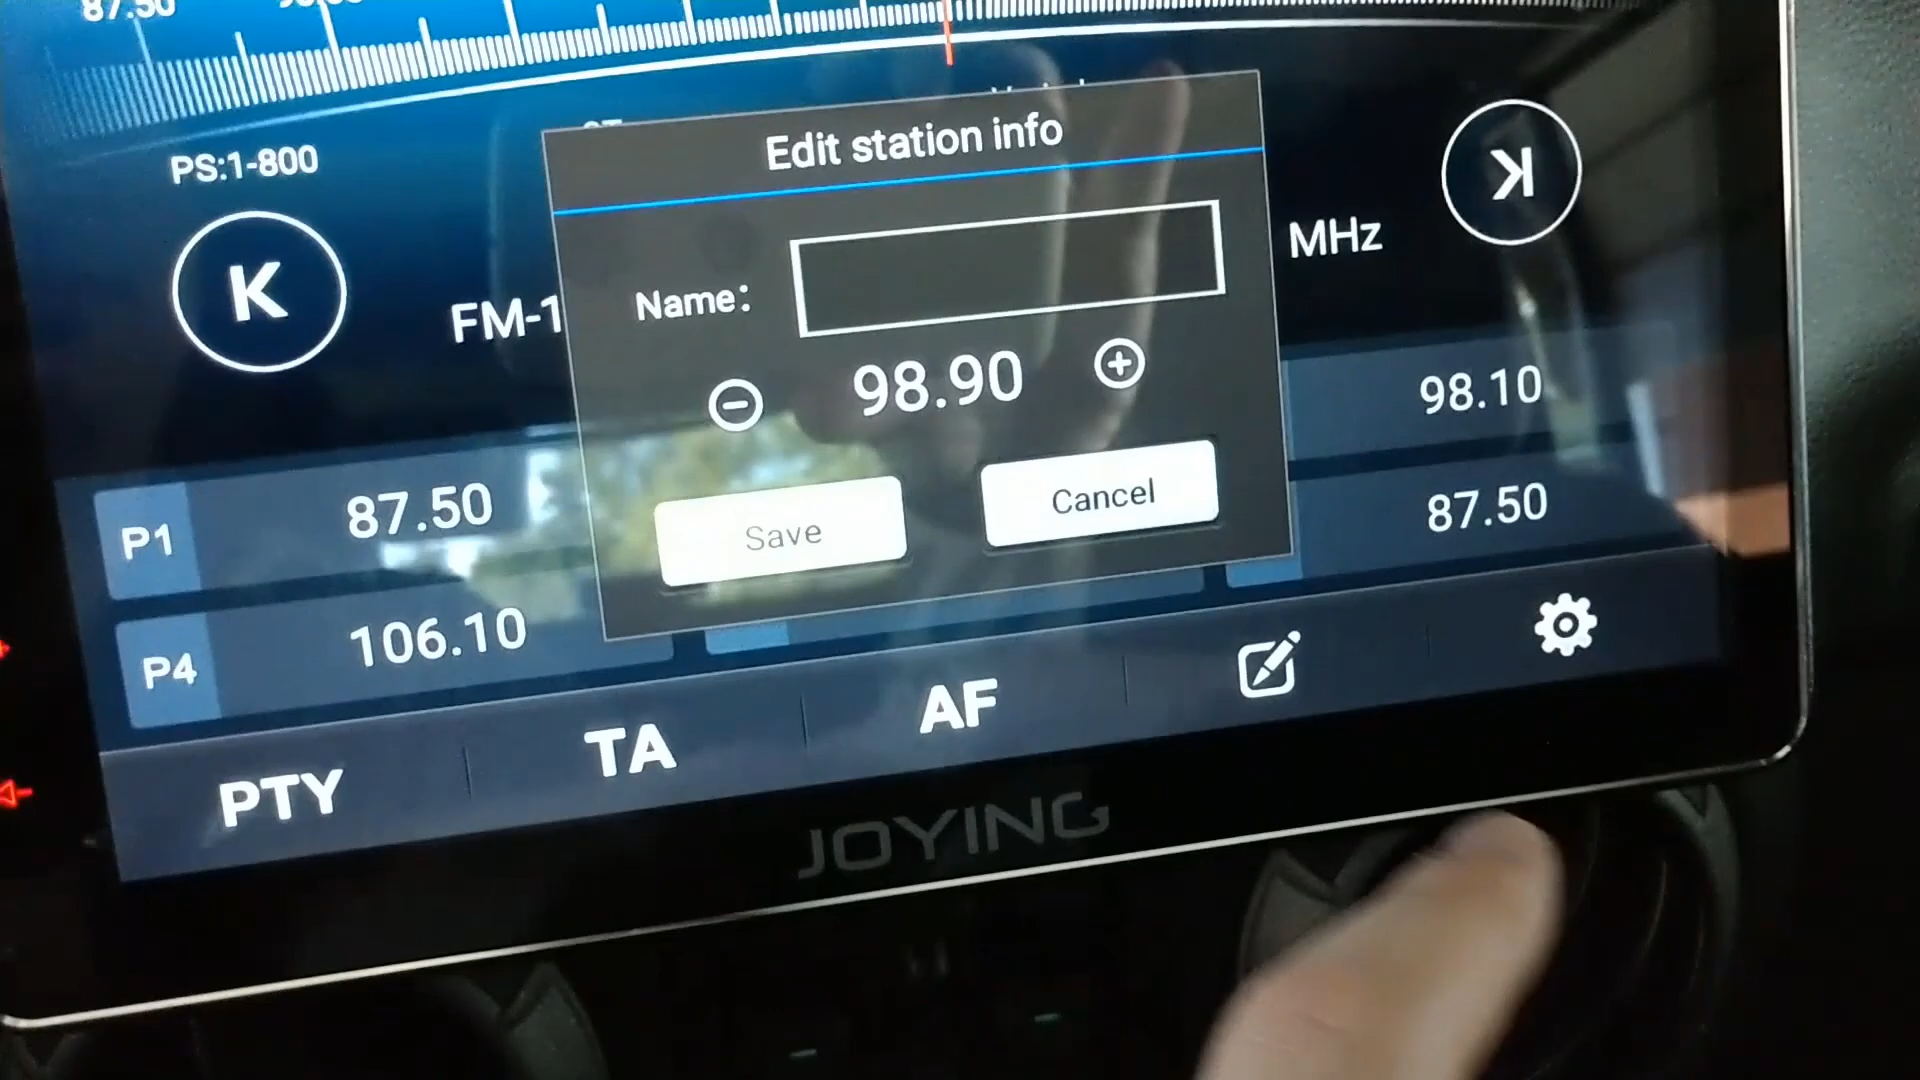 87.50
PS:1-800
Edit station info
K
K
FM-1
Name:
MHz
98.90
P1
87.50
Save
Cancel
98.10
87.50
P4
106.10
PTY
TA
AF
JOYING